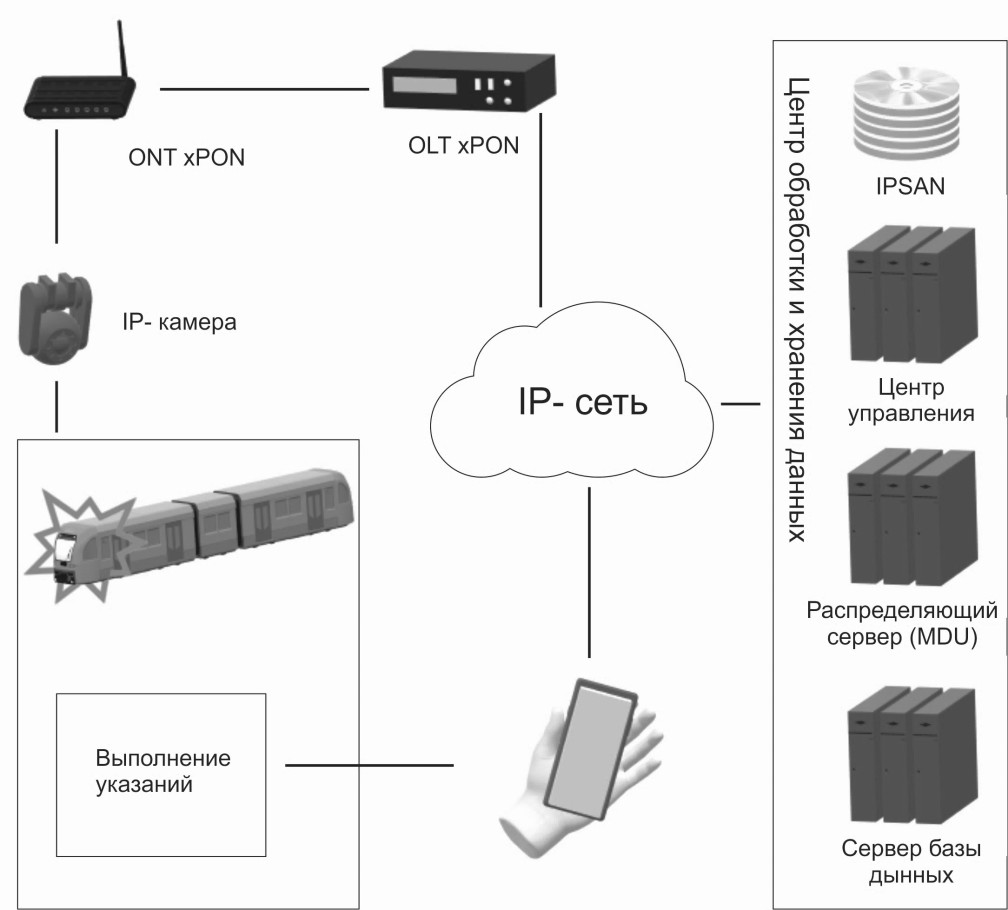 ONT xPON
OLT xPON
IP- камера
IP- сеть
Выполнение
указаний
Центр обработки и хранения данных
IPSAN
Центр
управления
Распределяющий
сервер (MDU)
Сервер базы
дынных